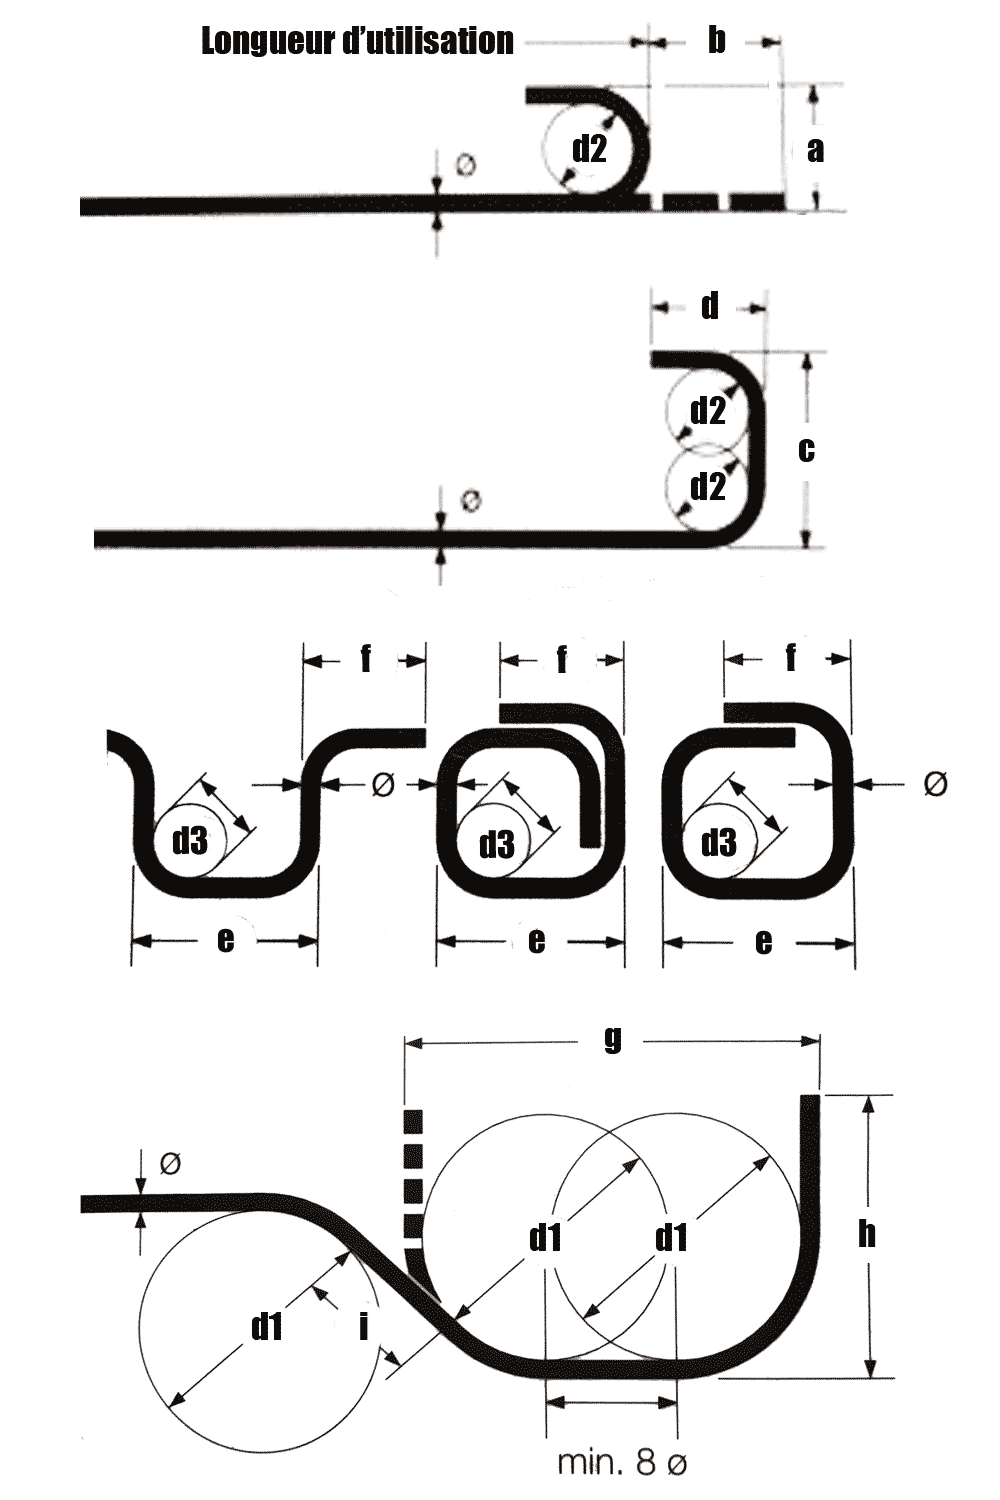 Longueur d'utilisation b
d2 a
ø
d
d2 c
d2
ø
f f f
Ø Ø
d3 d3 d3
e e e
g
Ø
d1 d1 h
d1 i
min. 8 ø